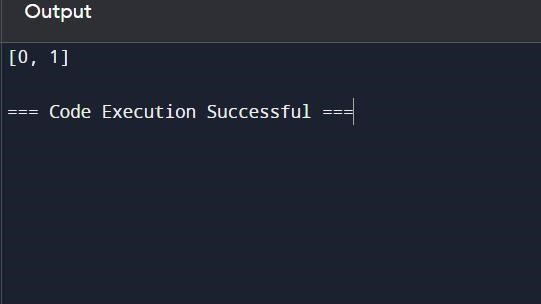 Output
[0, 1]
=== Code Execution Successful ===